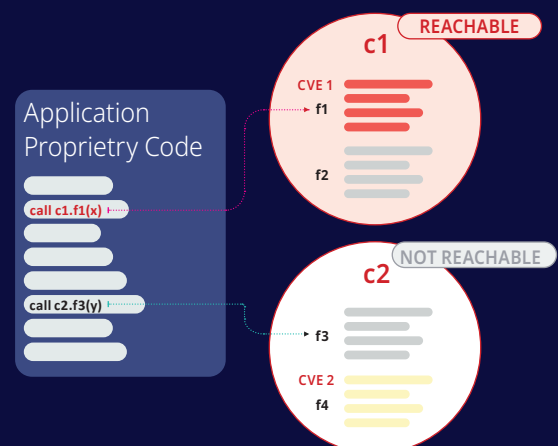 Application
Proprietry Code
call c1.f1(x)
call c2.f3(y)
REACHABLE
c1
CVE 1
f1
f2
NOT REACHABLE
c2
f3
CVE 2
f4